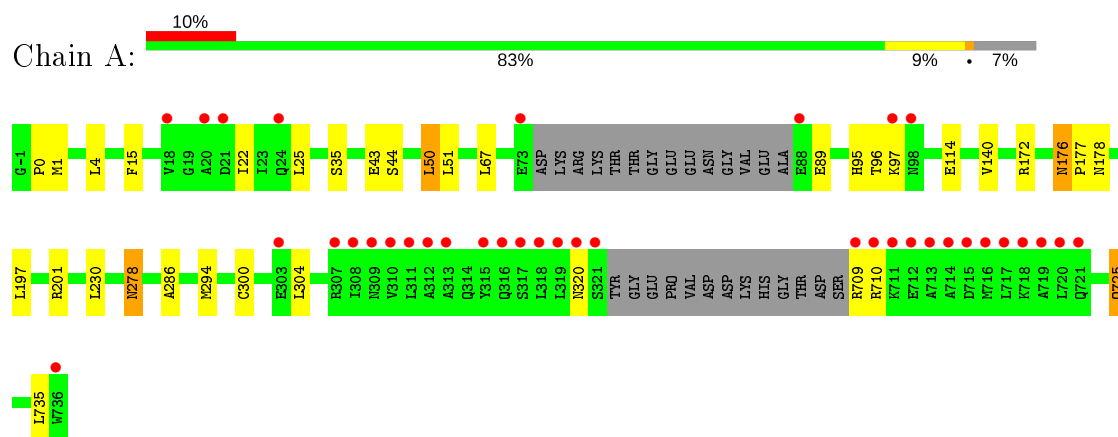 10%
Chain A:
83% 9% • 7%
G-1 P0 M1 L4 F15 V18 G19 A20 D21 I22 I23 Q24 L25 S35 E43 S44 L50 L51 L67 E73 ASP LYS ARG LYS THR THR GLY GLU GLU ASN GLY VAL GLU ALA E88 E89 H95 T96 K97 N98 E114 V140 R172 N176 P177 N178
L197 R201 L230 N278 A286 M294 C300 E303 L304 R307 I308 N309 V310 L311 A312 A313 Q314 Y315 Q316 S317 L318 L319 N320 S321 TYR GLY GLU PRO VAL ASP ASP LYS HIS GLY THR ASP SER R709 R710 K711 E712 A713 A714 D715 M716 L717 K718 A719 L720 Q721
L735 W736